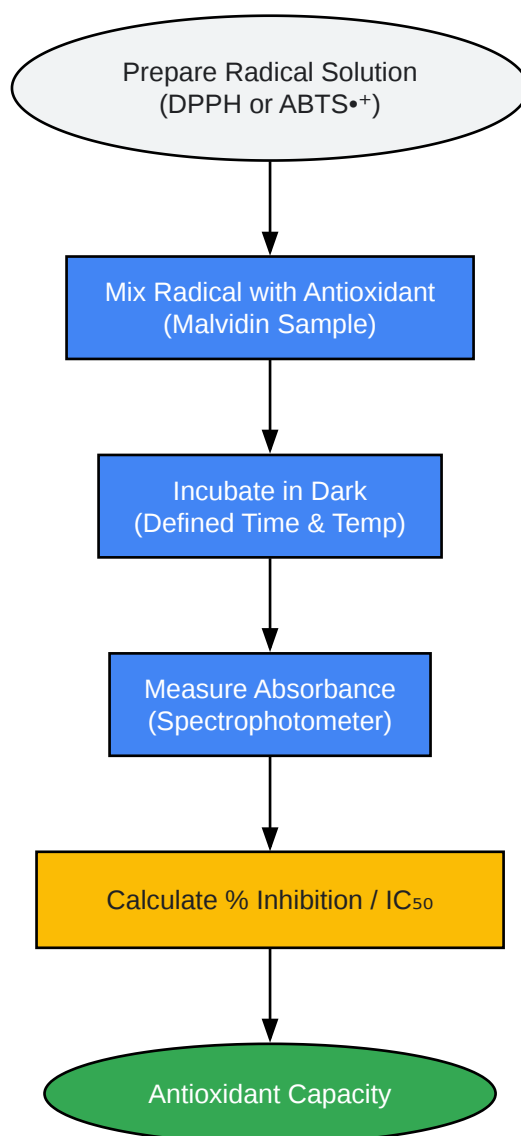 Prepare Radical Solution
(DPPH or ABTS•⁺)
Mix Radical with Antioxidant
(Malvidin Sample)
Incubate in Dark
(Defined Time & Temp)
Measure Absorbance
(Spectrophotometer)
Calculate % Inhibition / IC₅₀
Antioxidant Capacity